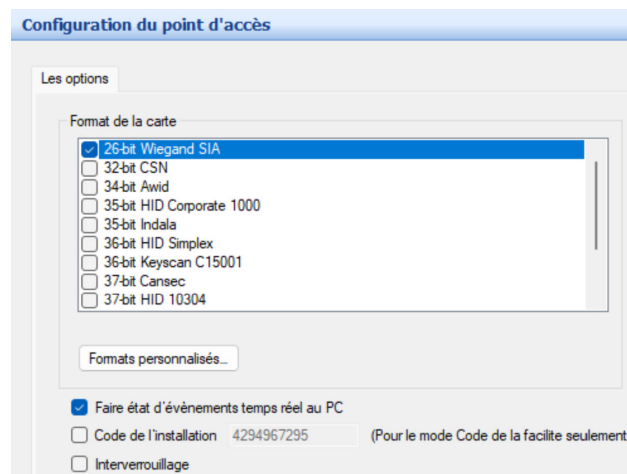 Configuration du point d'accès
Les options
Format de la carte
26-bit Wiegand SIA
32-bit CSN
34-bit Awid
35-bit HID Corporate 1000
35-bit Indala
36-bit HID Simplex
36-bit Keyscan C15001
37-bit Cansec
37-bit HID 10304
Formats personnalisés...
Faire état d'évènements temps réel au PC
Code de l'installation 4294967295 (Pour le mode Code de la facilite seulement
Interverrouillage